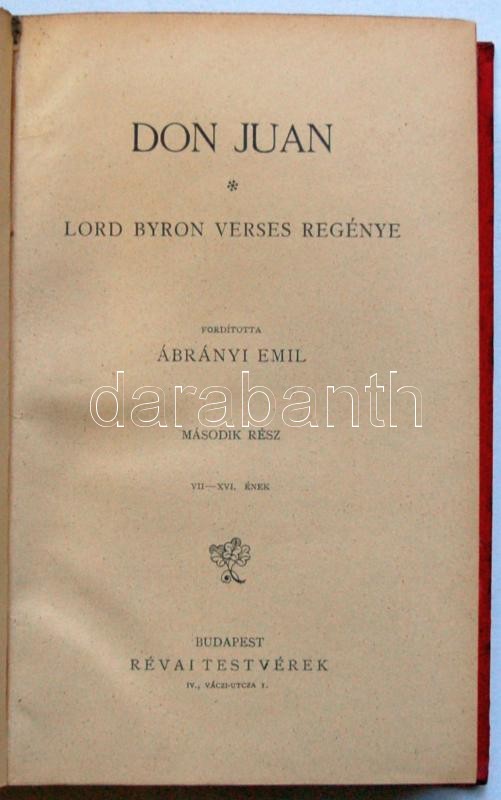 DON JUAN
*
LORD BYRON VERSES REGÉNYE
FORDÍTOTTA
ÁBRÁNYI EMIL
darabanth
MÁSODIK RÉSZ
VII—XVI. ÉNEK
BUDAPEST
RÉVAI TESTVÉREK
IV., VÁCZI-UTCZA 1.